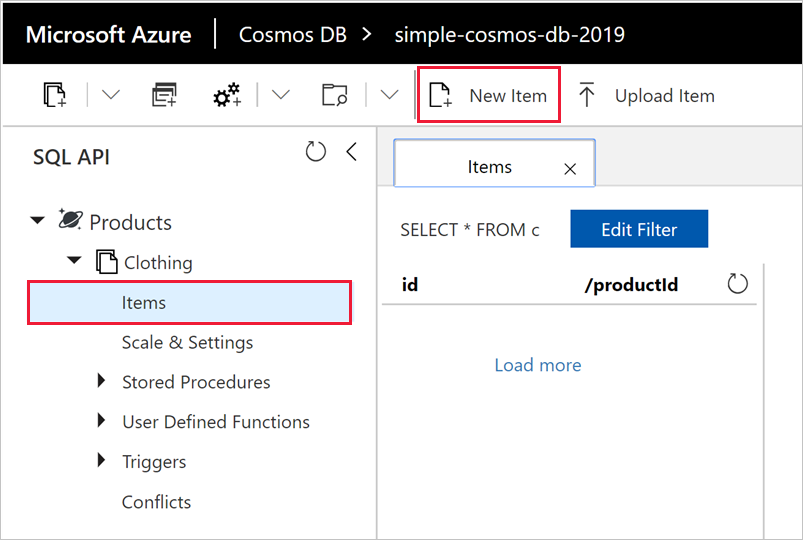 Microsoft Azure Cosmos DB > simple-cosmos-db-2019
New Item Upload Item
SQL API
Items
Products
SELECT * FROM c Edit Filter
Clothing
id /productId
Items
Scale & Settings
Load more
Stored Procedures
User Defined Functions
Triggers
Conflicts